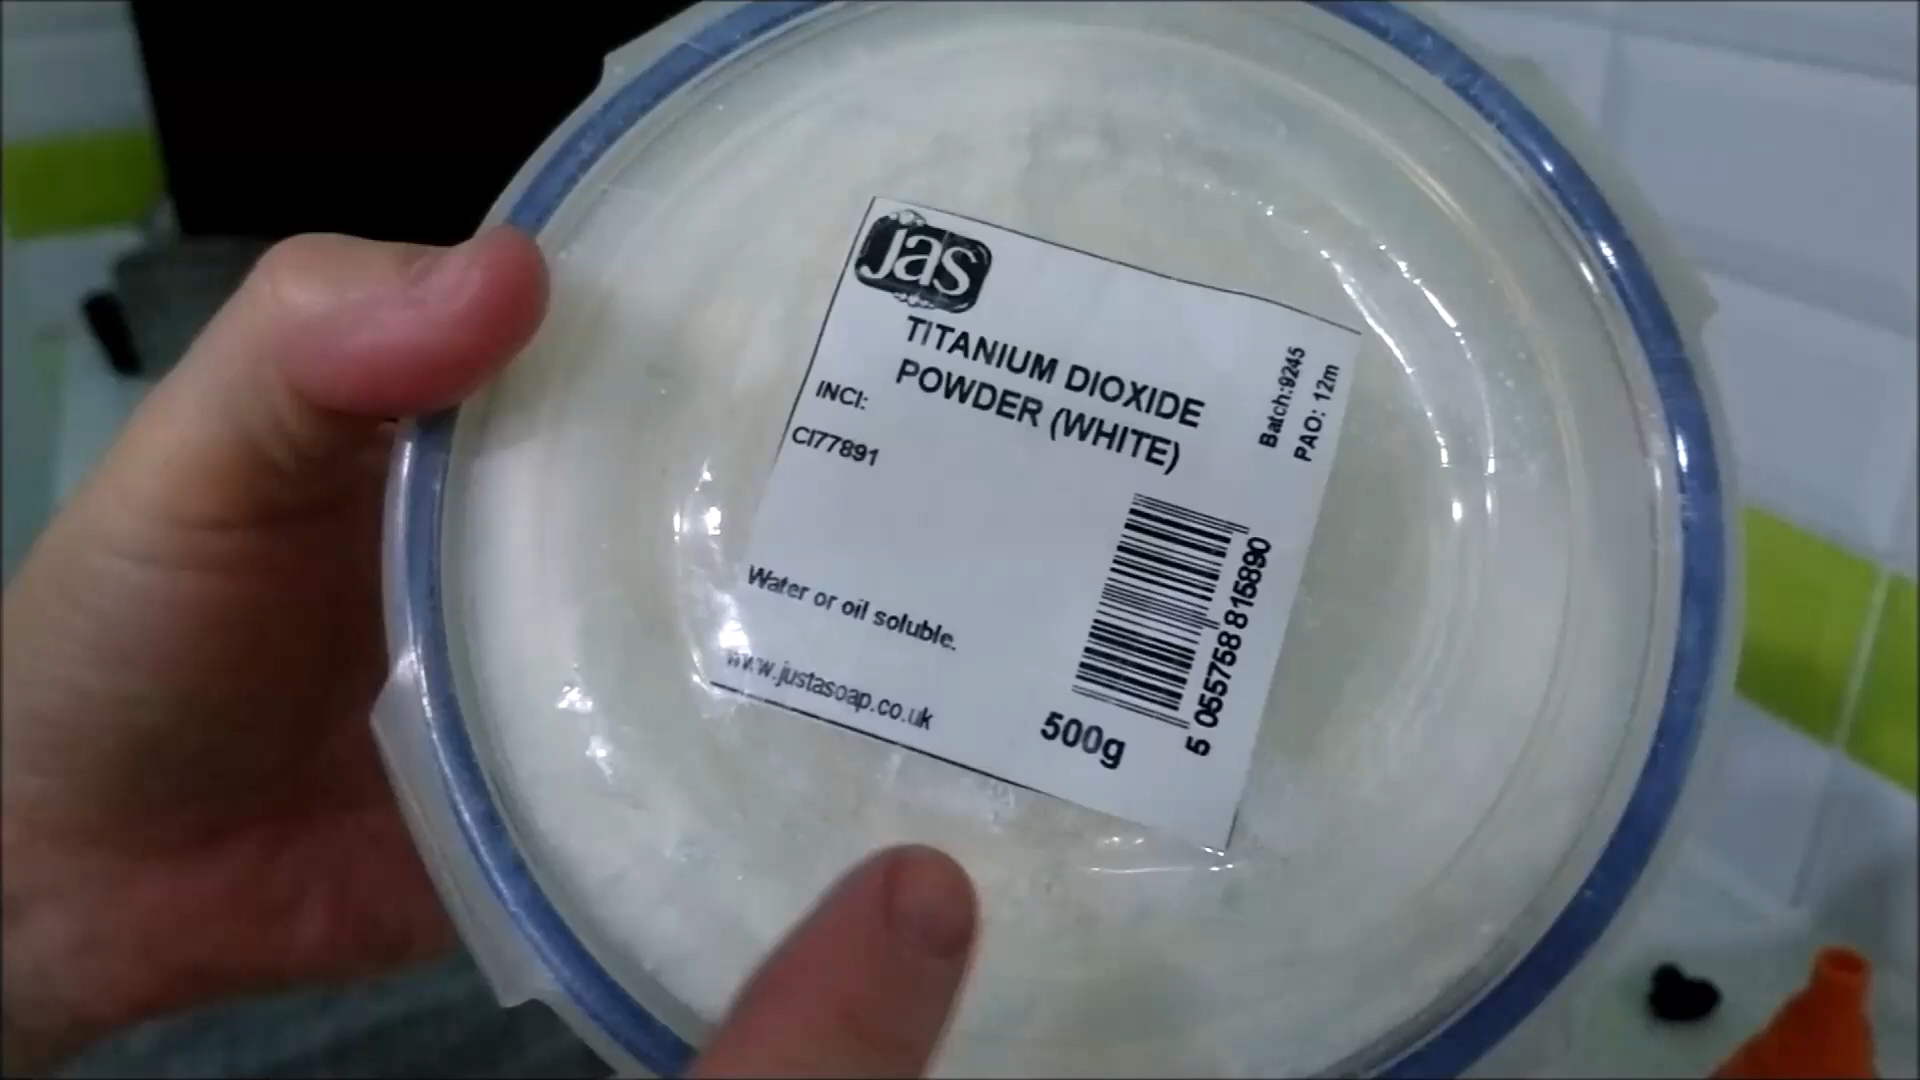 jas
TITANIUM DIOXIDE
POWDER (WHITE)
INCI:
CI77891
Batch:9245
PAO: 12m
Water or oil soluble.
www.justasoap.co.uk
500g
5 055758 815890